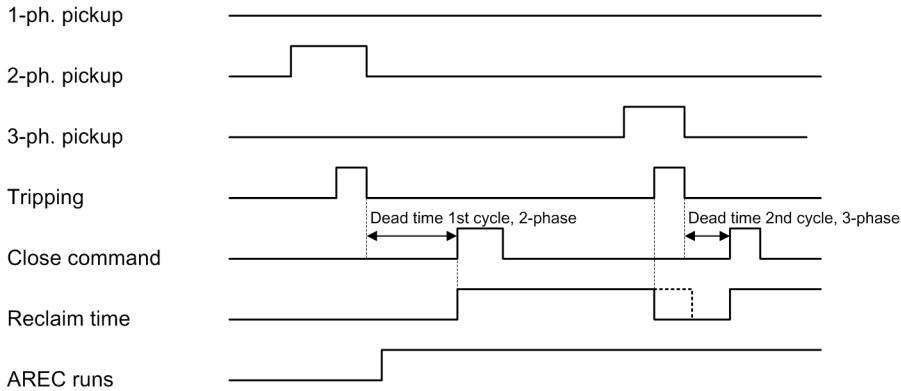 1-ph. pickup
2-ph. pickup
3-ph. pickup
Tripping
Dead time 1st cycle, 2-phase
Dead time 2nd cycle, 3-phase
Close command
Reclaim time
AREC runs